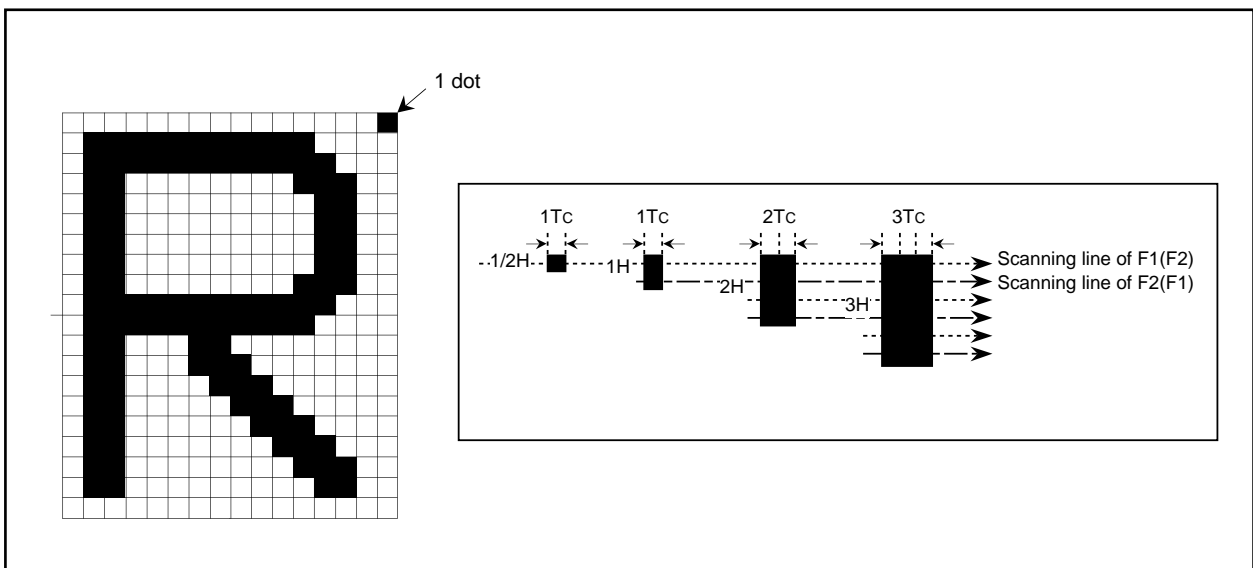 1 dot
1Tc 1Tc 2Tc 3Tc
1/2H
1H
2H
3H
Scanning line of F1(F2)
Scanning line of F2(F1)